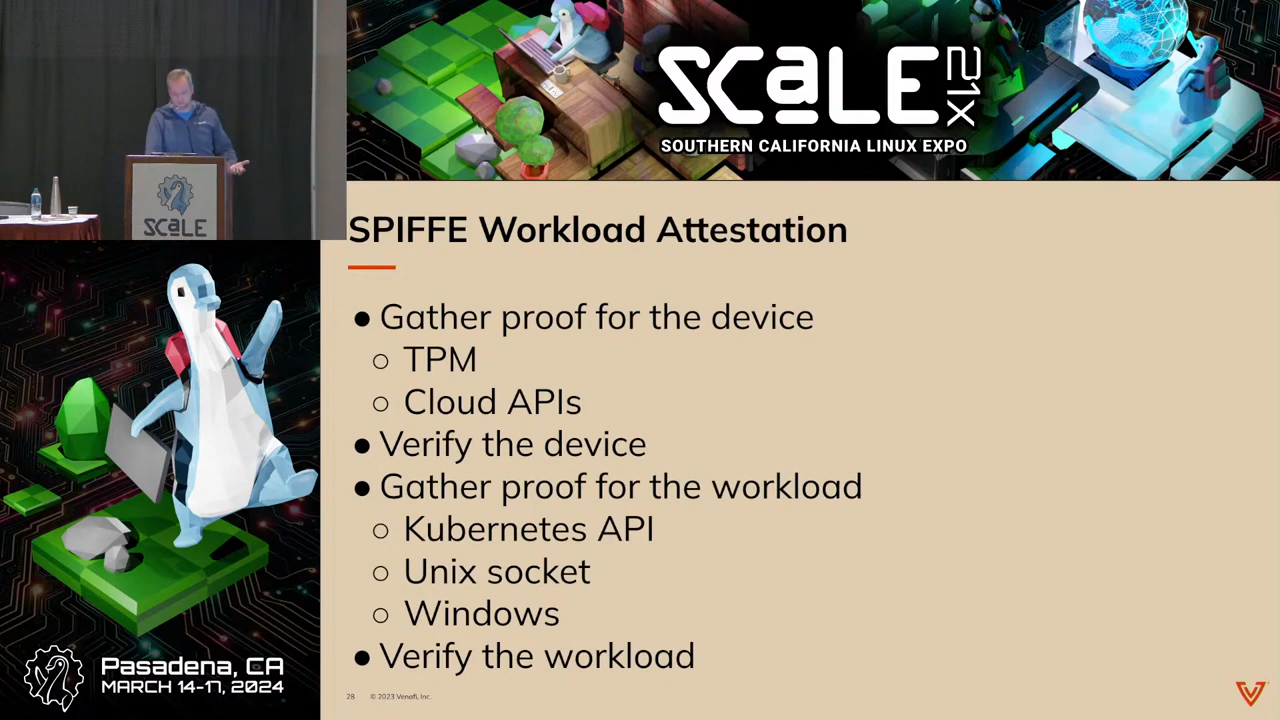 SCaLE 21X
SOUTHERN CALIFORNIA LINUX EXPO
SCaLE
SPIFFE Workload Attestation
● Gather proof for the device
○ TPM
○ Cloud APIs
● Verify the device
● Gather proof for the workload
○ Kubernetes API
○ Unix socket
○ Windows
● Verify the workload
Pasadena, CA
MARCH 14-17, 2024
28 © 2023 Venafi, Inc.